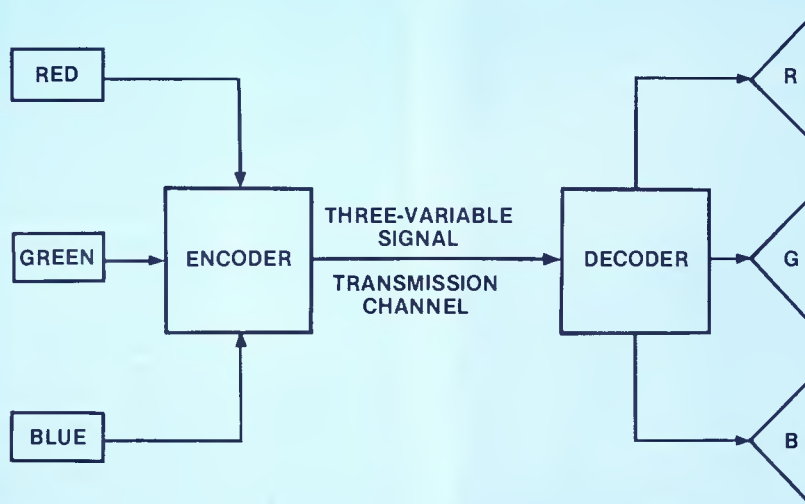 RED
R
THREE-VARIABLE
SIGNAL
GREEN
ENCODER
DECODER
G
TRANSMISSION
CHANNEL
BLUE
B